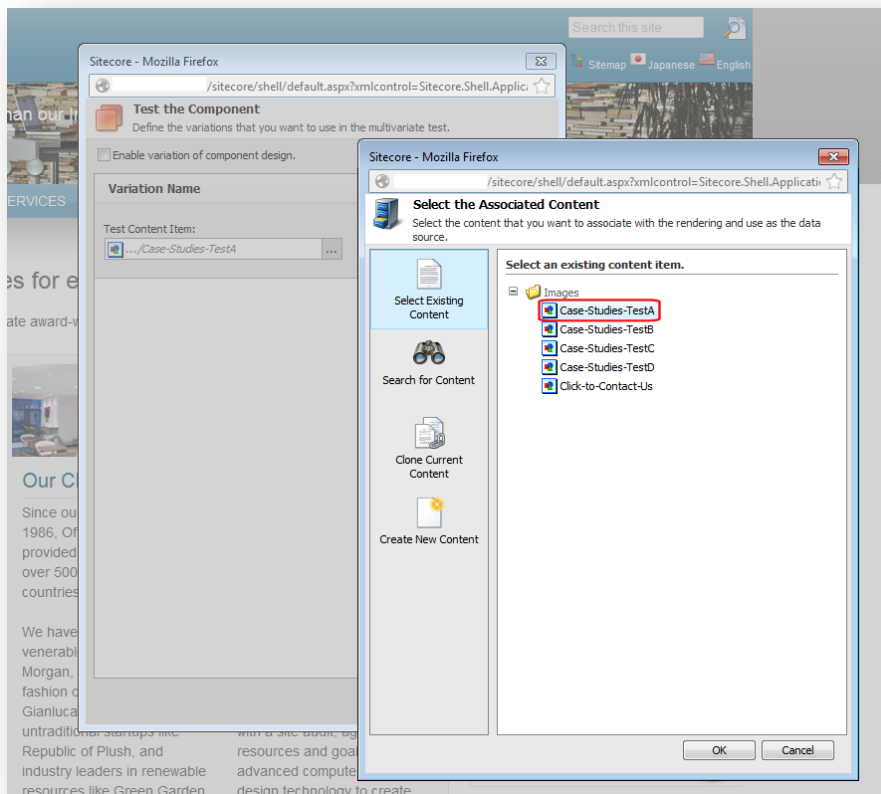 Search this site
Sitemap Japanese English
an our i
ERVICES
es for e
ate award-w
Our Cl
Since ou
1986, Of
provided
over 500
countries
We have
venerabl
Morgan,
fashion c
Gianluca
untraditional startups like
Republic of Plush, and
industry leaders in renewable
resources like Green Garden
with a site audit, ag
resources and goal
advanced compute
design technology to create
Sitecore - Mozilla Firefox
/sitecore/shell/default.aspx?xmlcontrol=Sitecore.Shell.Applic
Test the Component
Define the variations that you want to use in the multivariate test.
Enable variation of component design.
Variation Name
Test Content Item:
.../Case-Studies-TestA
...
Sitecore - Mozilla Firefox
/sitecore/shell/default.aspx?xmlcontrol=Sitecore.Shell.Applicati
Select the Associated Content
Select the content that you want to associate with the rendering and use as the data
source.
Select Existing
Content
Search for Content
Clone Current
Content
Create New Content
Select an existing content item.
Images
Case-Studies-TestA
Case-Studies-TestB
Case-Studies-TestC
Case-Studies-TestD
Click-to-Contact-Us
OK Cancel